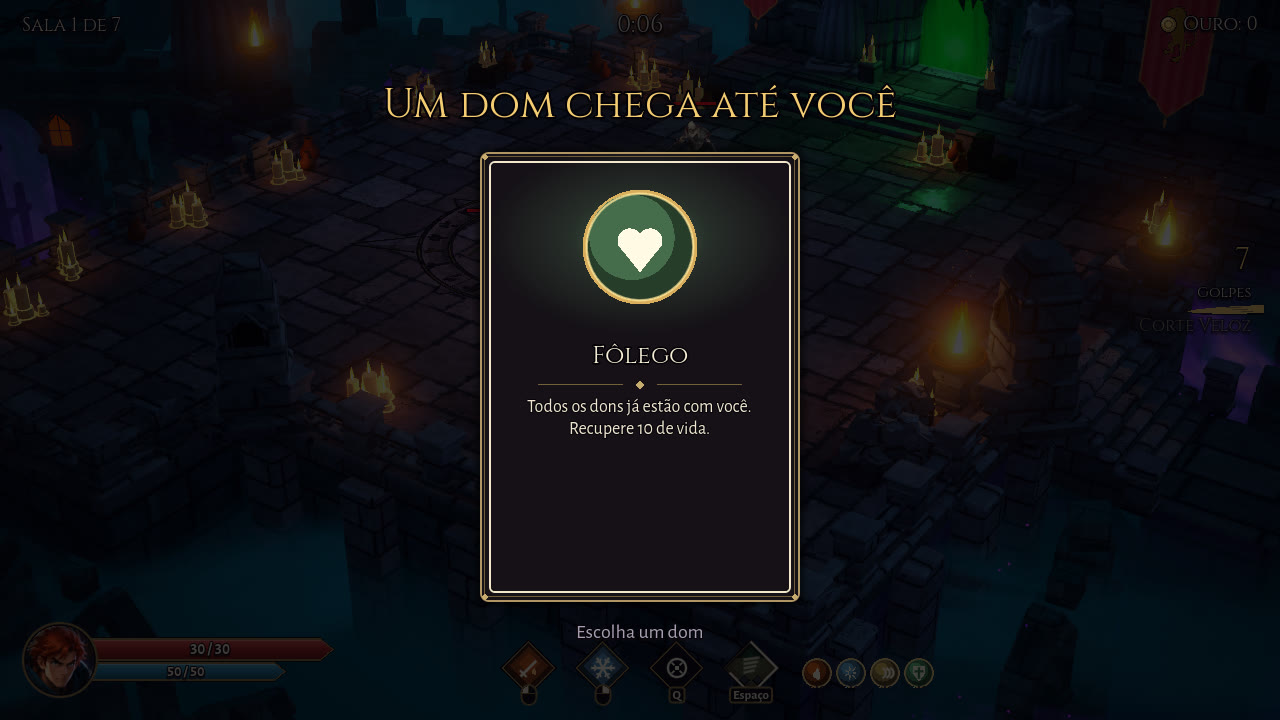 Sala 1 de 7
0:06
Ouro: 0
Um dom chega até você
7
Golpes
Corte Veloz
Fôlego
Todos os dons já estão com você.
Recupere 10 de vida.
Escolha um dom
30/30
50/50
Q
Espaço